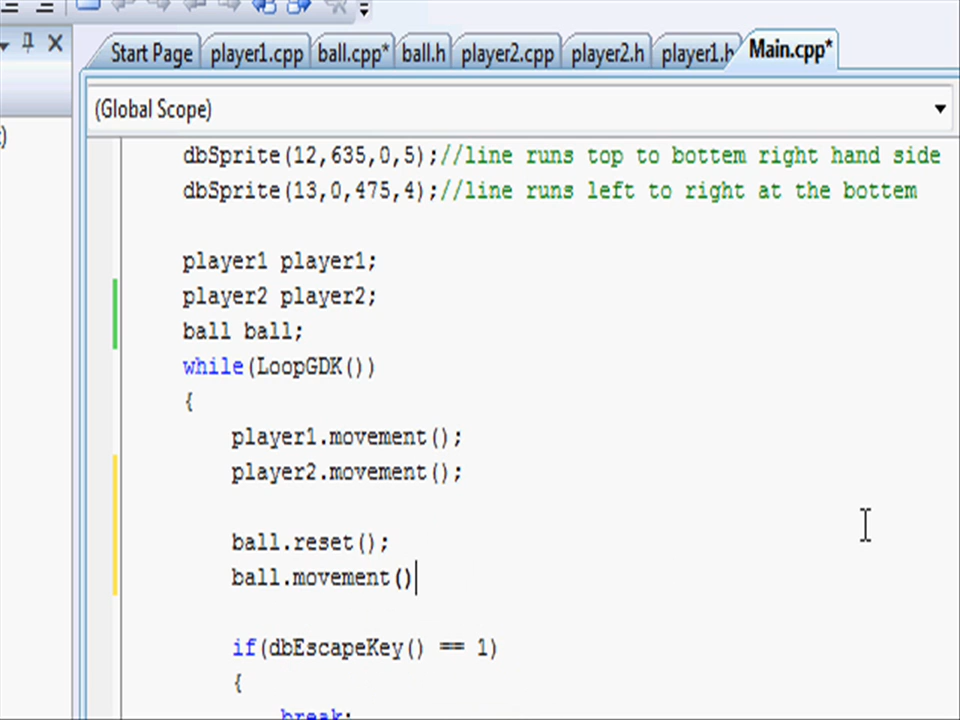 Start Page player1.cpp ball.cpp* ball.h player2.cpp player2.h player1.h Main.cpp*
(Global Scope)
dbSprite(12,635,0,5);//line runs top to bottem right hand side
dbSprite(13,0,475,4);//line runs left to right at the bottem
player1 player1;
player2 player2;
ball ball;
while(LoopGDK())
{
player1.movement();
player2.movement();
ball.reset();
ball.movement()
if(dbEscapeKey() == 1)
{
break;